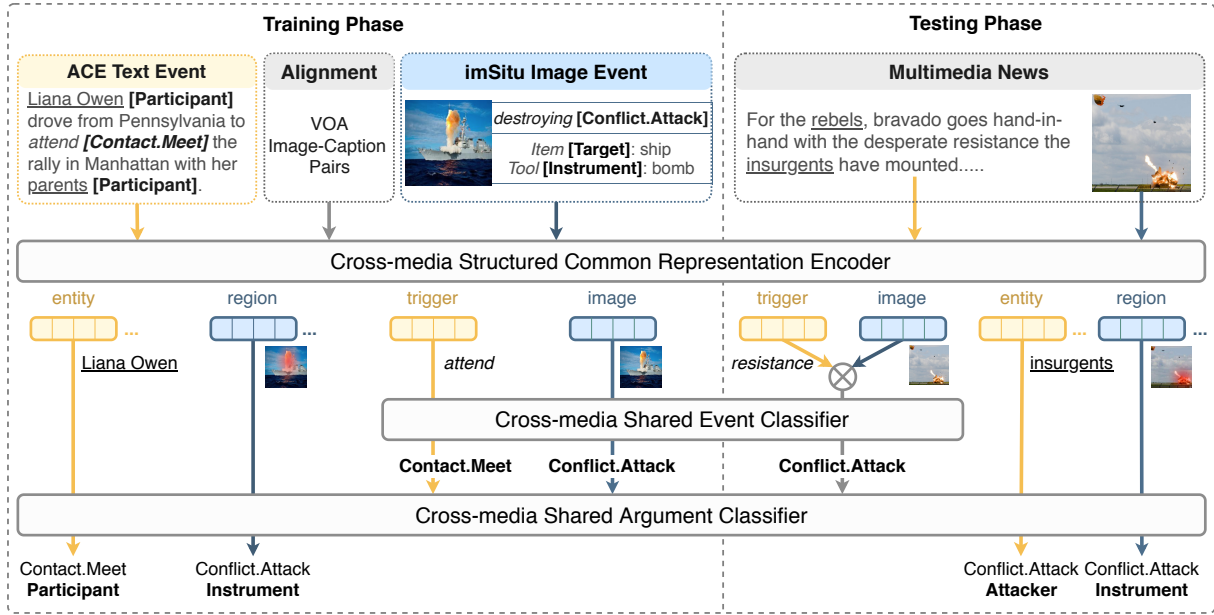 Training Phase
Testing Phase
ACE Text Event
Liana Owen [Participant]
drove from Pennsylvania to
attend [Contact.Meet] the
rally in Manhattan with her
parents [Participant].
Alignment
VOA
Image-Caption
Pairs
imSitu Image Event
destroying [Conflict.Attack]
Item [Target]: ship
Tool [Instrument]: bomb
Multimedia News
For the rebels, bravado goes hand-in-
hand with the desperate resistance the
insurgents have mounted.....
Cross-media Structured Common Representation Encoder
entity
region
trigger
image
trigger
image
entity
region
...
...
...
...
Liana Owen
attend
resistance
insurgents
Cross-media Shared Event Classifier
Contact.Meet
Conflict.Attack
Conflict.Attack
Cross-media Shared Argument Classifier
Contact.Meet
Participant
Conflict.Attack
Instrument
Conflict.Attack
Attacker
Conflict.Attack
Instrument